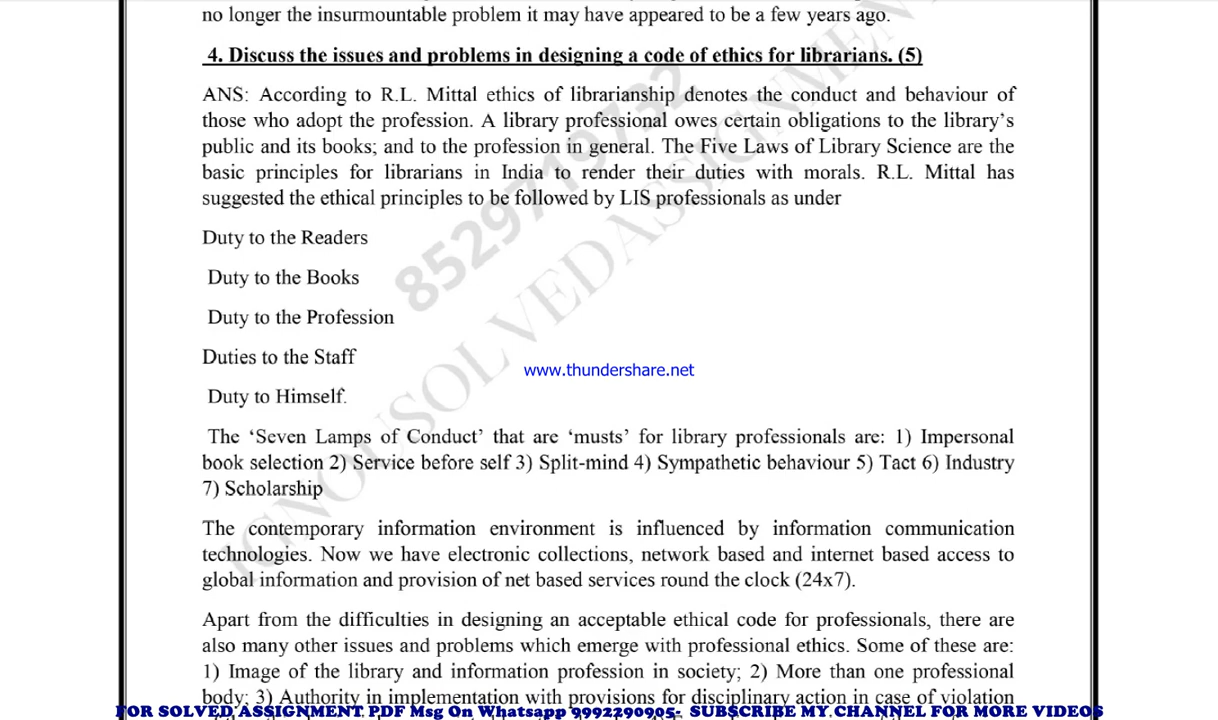 no longer the insurmountable problem it may have appeared to be a few years ago.
4. Discuss the issues and problems in designing a code of ethics for librarians. (5)
ANS: According to R.L. Mittal ethics of librarianship denotes the conduct and behaviour of
those who adopt the profession. A library professional owes certain obligations to the library's
public and its books; and to the profession in general. The Five Laws of Library Science are the
basic principles for librarians in India to render their duties with morals. R.L. Mittal has
suggested the ethical principles to be followed by LIS professionals as under
Duty to the Readers
Duty to the Books
Duty to the Profession
Duties to the Staff
www.thundershare.net
Duty to Himself.
The ‘Seven Lamps of Conduct’ that are ‘musts’ for library professionals are: 1) Impersonal
book selection 2) Service before self 3) Split-mind 4) Sympathetic behaviour 5) Tact 6) Industry
7) Scholarship
The contemporary information environment is influenced by information communication
technologies. Now we have electronic collections, network based and internet based access to
global information and provision of net based services round the clock (24x7).
Apart from the difficulties in designing an acceptable ethical code for professionals, there are
also many other issues and problems which emerge with professional ethics. Some of these are:
1) Image of the library and information profession in society; 2) More than one professional
body; 3) Authority in implementation with provisions for disciplinary action in case of violation
FOR SOLVED ASSIGNMENT PDF Msg On Whatsapp 9992290905- SUBSCRIBE MY CHANNEL FOR MORE VIDEOS
8529719732
IGNOUSOLVEDASSIGNMENT